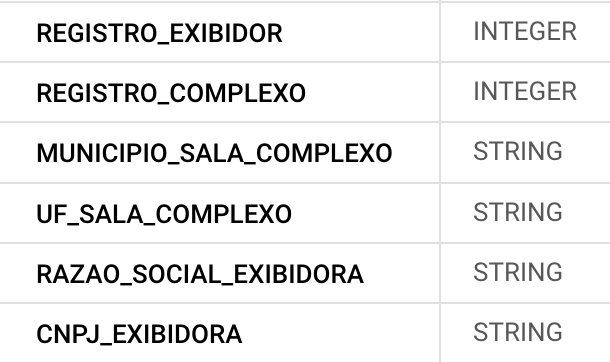 REGISTRO_EXIBIDOR INTEGER
REGISTRO_COMPLEXO INTEGER
MUNICIPIO_SALA_COMPLEXO STRING
UF_SALA_COMPLEXO STRING
RAZAO_SOCIAL_EXIBIDORA STRING
CNPJ_EXIBIDORA STRING